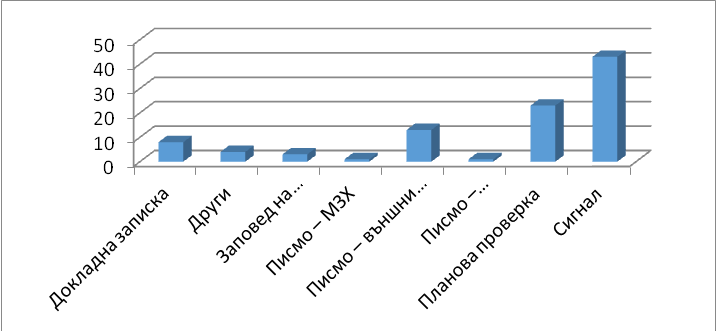 50
40
30
20
10
0
Докладна записка
Други
Заповед на...
Писмо – МЗХ
Писмо – външни...
Писмо –...
Планова проверка
Сигнал